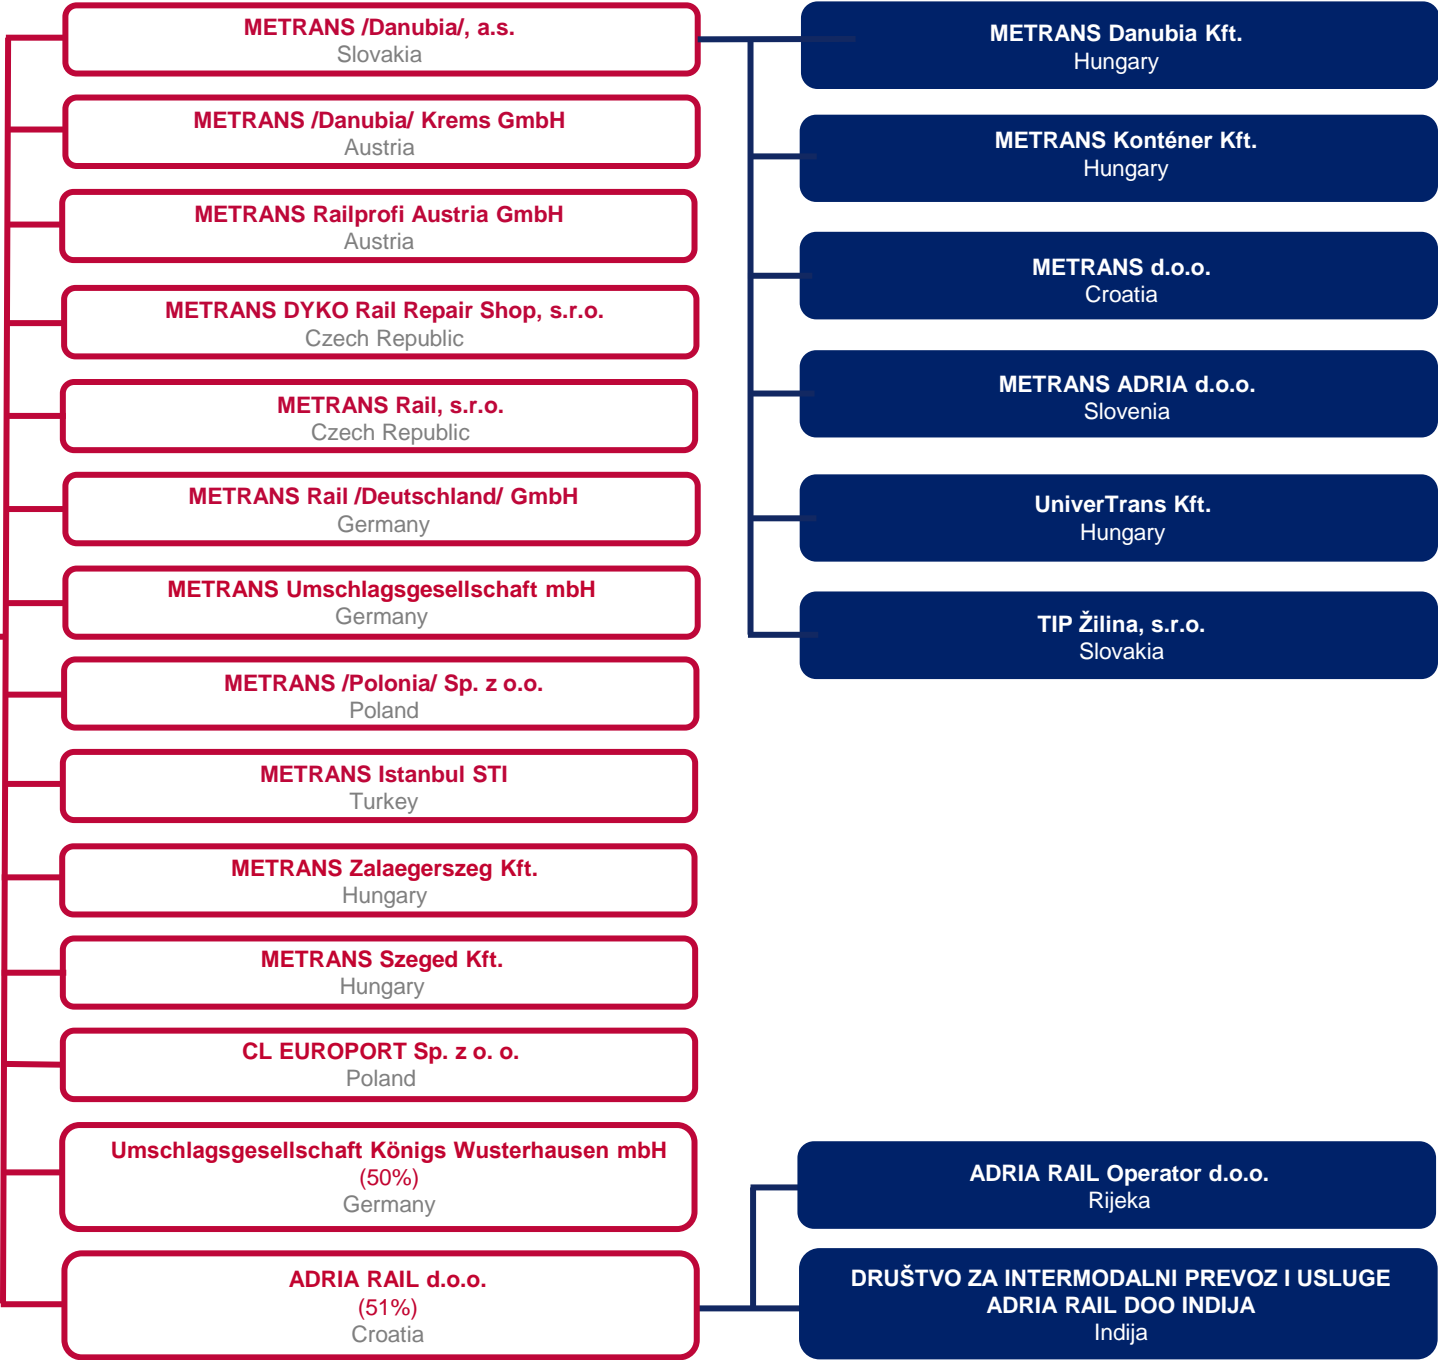 METRANS /Danubia/, a.s.
Slovakia
METRANS /Danubia/ Krems GmbH
Austria
METRANS Railprofi Austria GmbH
Austria
METRANS DYKO Rail Repair Shop, s.r.o.
Czech Republic
METRANS Rail, s.r.o.
Czech Republic
METRANS Rail /Deutschland/ GmbH
Germany
METRANS Umschlagsgesellschaft mbH
Germany
METRANS /Polonia/ Sp. z o.o.
Poland
METRANS Istanbul STI
Turkey
METRANS Zalaegerszeg Kft.
Hungary
METRANS Szeged Kft.
Hungary
CL EUROPORT Sp. z o. o.
Poland
Umschlagsgesellschaft Königs Wusterhausen mbH
(50%)
Germany
ADRIA RAIL d.o.o.
(51%)
Croatia
METRANS Danubia Kft.
Hungary
METRANS Konténer Kft.
Hungary
METRANS d.o.o.
Croatia
METRANS ADRIA d.o.o.
Slovenia
UniverTrans Kft.
Hungary
TIP Žilina, s.r.o.
Slovakia
ADRIA RAIL Operator d.o.o.
Rijeka
DRUŠTVO ZA INTERMODALNI PREVOZ I USLUGE
ADRIA RAIL DOO INDIJA
Indija